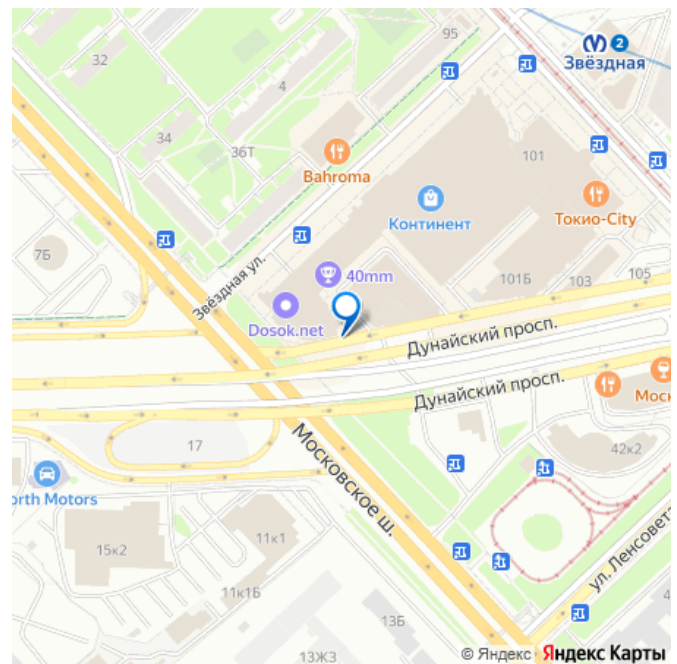 95
2
Звёздная
32
4
34
36Т
Bahroma
101
Токио-City
Континент
7Б
Звёздная ул.
40mm
Dosok.net
101Б
103
105
Дунайский просп.
Дунайский просп.
Моск
42к2
17
Московское ш.
orth Motors
15к2
11к1
11к1Б
13Б
13Ж3
ул. Ленсовета
4
© Яндекс Яндекс Карты